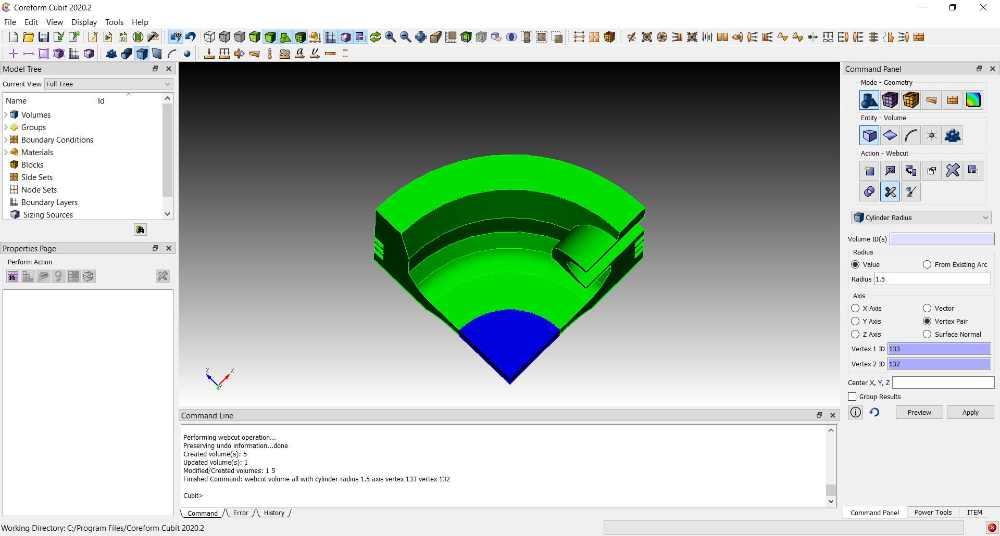 Coreform Cubit 2020.2
File Edit View Display Tools Help
ID
a
Model Tree
Current View Full Tree
Name Id
Volumes
Groups
Boundary Conditions
Materials
Blocks
Side Sets
Node Sets
Boundary Layers
Sizing Sources
Properties Page
Perform Action
Z X
Y
Command Line
Performing webcut operation...
Preserving undo information...done
Created volume(s): 5
Updated volume(s): 1
Modified/Created volumes: 1 5
Finished Command: webcut volume all with cylinder radius 1.5 axis vertex 133 vertex 132
Cubit>
Command Error History
Command Panel
Mode - Geometry
Entity - Volume
Action - Webcut
Cylinder Radius
Volume ID(s)
Radius
Value From Existing Arc
Radius 1.5
Axis
X Axis Vector
Y Axis Vertex Pair
Z Axis Surface Normal
Vertex 1 ID 133
Vertex 2 ID 132
Center X, Y, Z
Group Results
Preview Apply
Command Panel Power Tools ITEM
Working Directory: C:/Program Files/Coreform Cubit 2020.2